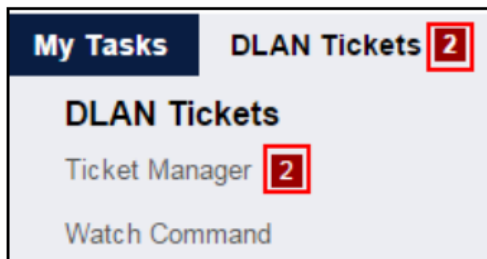 My Tasks DLAN Tickets 2
DLAN Tickets
Ticket Manager 2
Watch Command